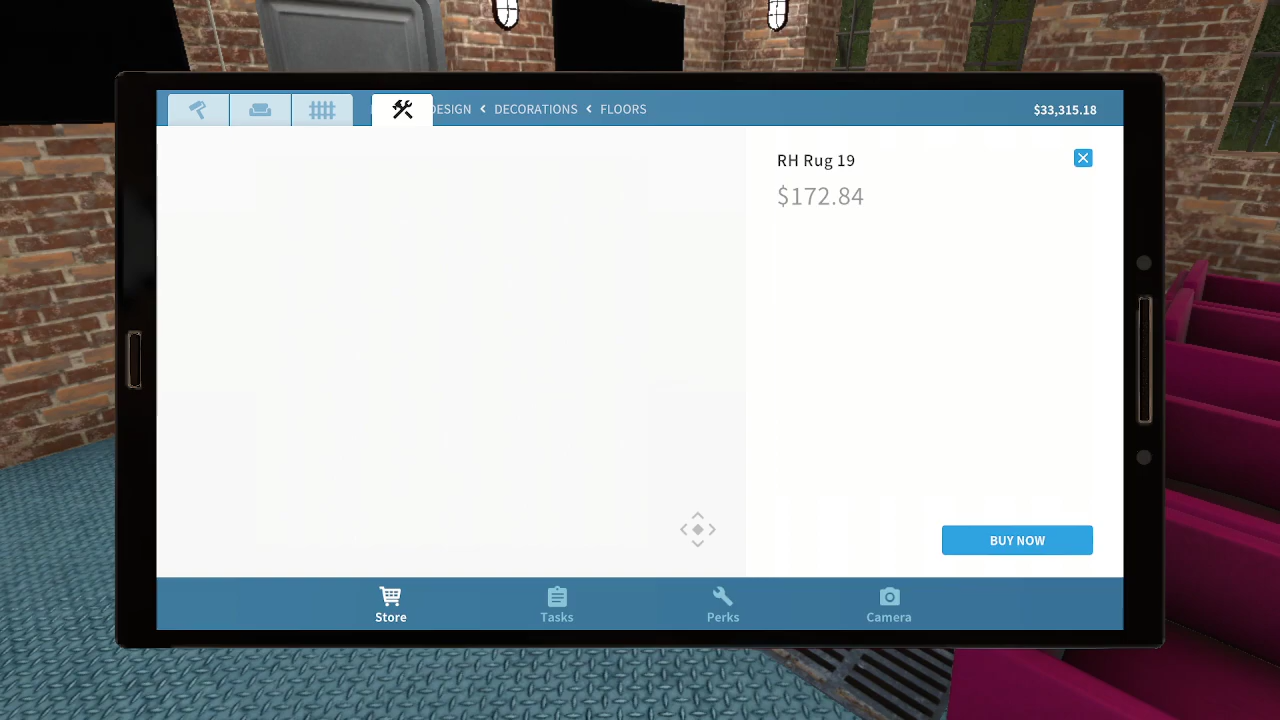 DESIGN < DECORATIONS < FLOORS
$33,315.18
RH Rug 19
$172.84
BUY NOW
Store
Tasks
Perks
Camera